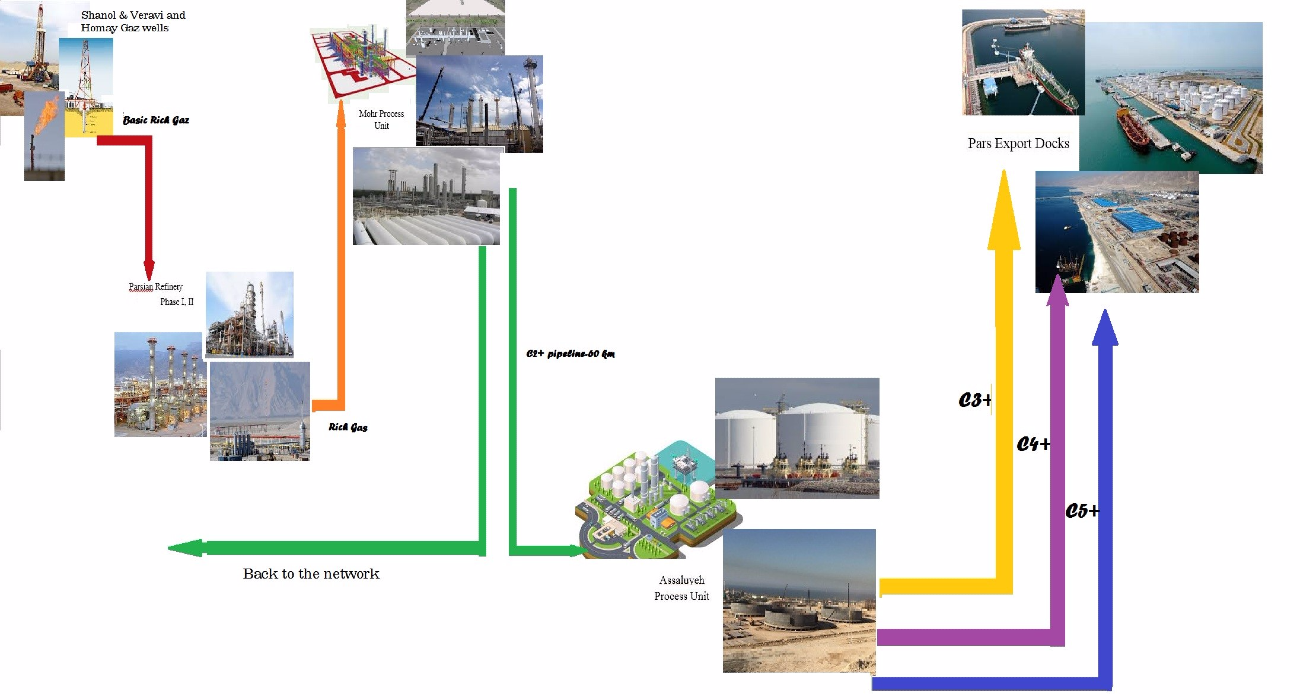 Shanol & Veravi and
Homay Gaz wells
Basic Rich Gaz
Parsian Refinery
Phase I, II
Rich Gas
Mohr Process
Unit
C2+ pipeline-60 km
Back to the network
Assaluyeh
Process Unit
C3+
C4+
C5+
Pars Export Docks